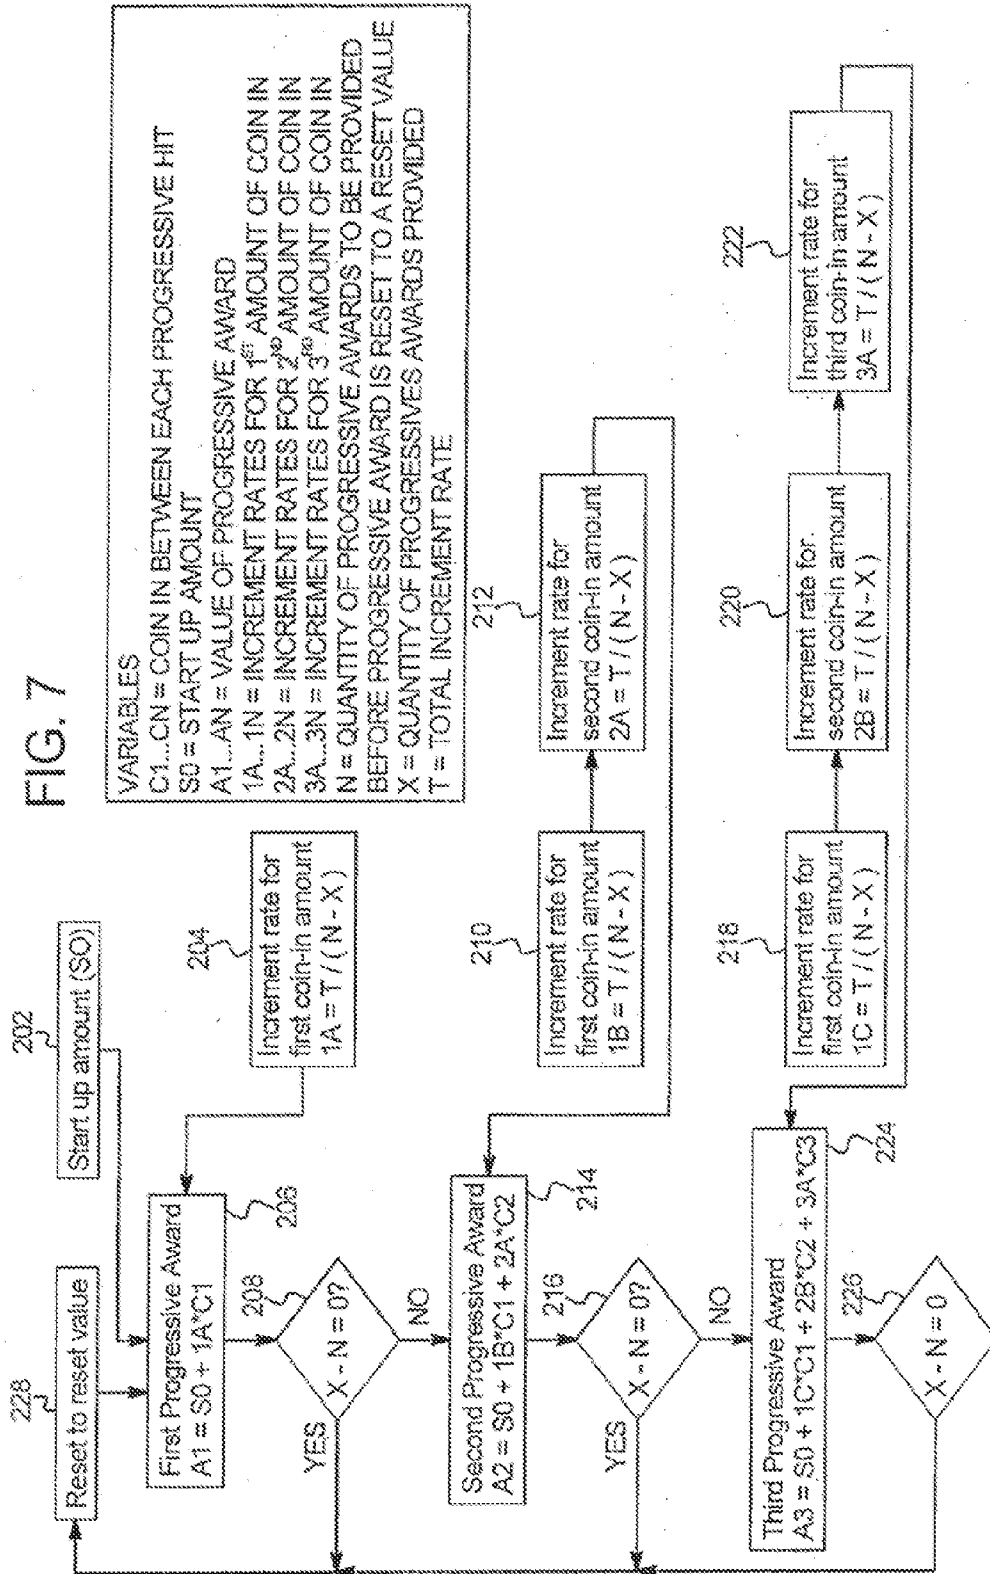 FIG. 7
VARIABLES
C1...CN = COIN IN BETWEEN EACH PROGRESSIVE HIT
S0 = START UP AMOUNT
A1...AN = VALUE OF PROGRESSIVE AWARD
1A...1N = INCREMENT RATES FOR 1ST AMOUNT OF COIN IN
2A...2N = INCREMENT RATES FOR 2ND AMOUNT OF COIN IN
3A...3N = INCREMENT RATES FOR 3RD AMOUNT OF COIN IN
N = QUANTITY OF PROGRESSIVE AWARDS TO BE PROVIDED
BEFORE PROGRESSIVE AWARD IS RESET TO A RESET VALUE
X = QUANTITY OF PROGRESSIVES AWARDS PROVIDED
T = TOTAL INCREMENT RATE
228
Reset to reset value
202
Start up amount (SO)
204
Increment rate for
first coin-in amount
1A = T / ( N - X )
First Progressive Award
A1 = S0 + 1A*C1
206
208
X - N = 0?
YES
NO
210
Increment rate for
first coin-in amount
1B = T / ( N - X )
212
Increment rate for
second coin-in amount
2A = T / ( N - X )
Second Progressive Award
A2 = S0 + 1B*C1 + 2A*C2
214
216
X - N = 0?
YES
NO
218
Increment rate for
first coin-in amount
1C = T / ( N - X )
220
Increment rate for.
second coin-in amount
2B = T / ( N - X )
222
Increment rate for
third coin-in amount
3A = T / ( N - X )
Third Progressive Award
A3 = S0 + 1C*C1 + 2B*C2 + 3A*C3
224
226
X - N = 0